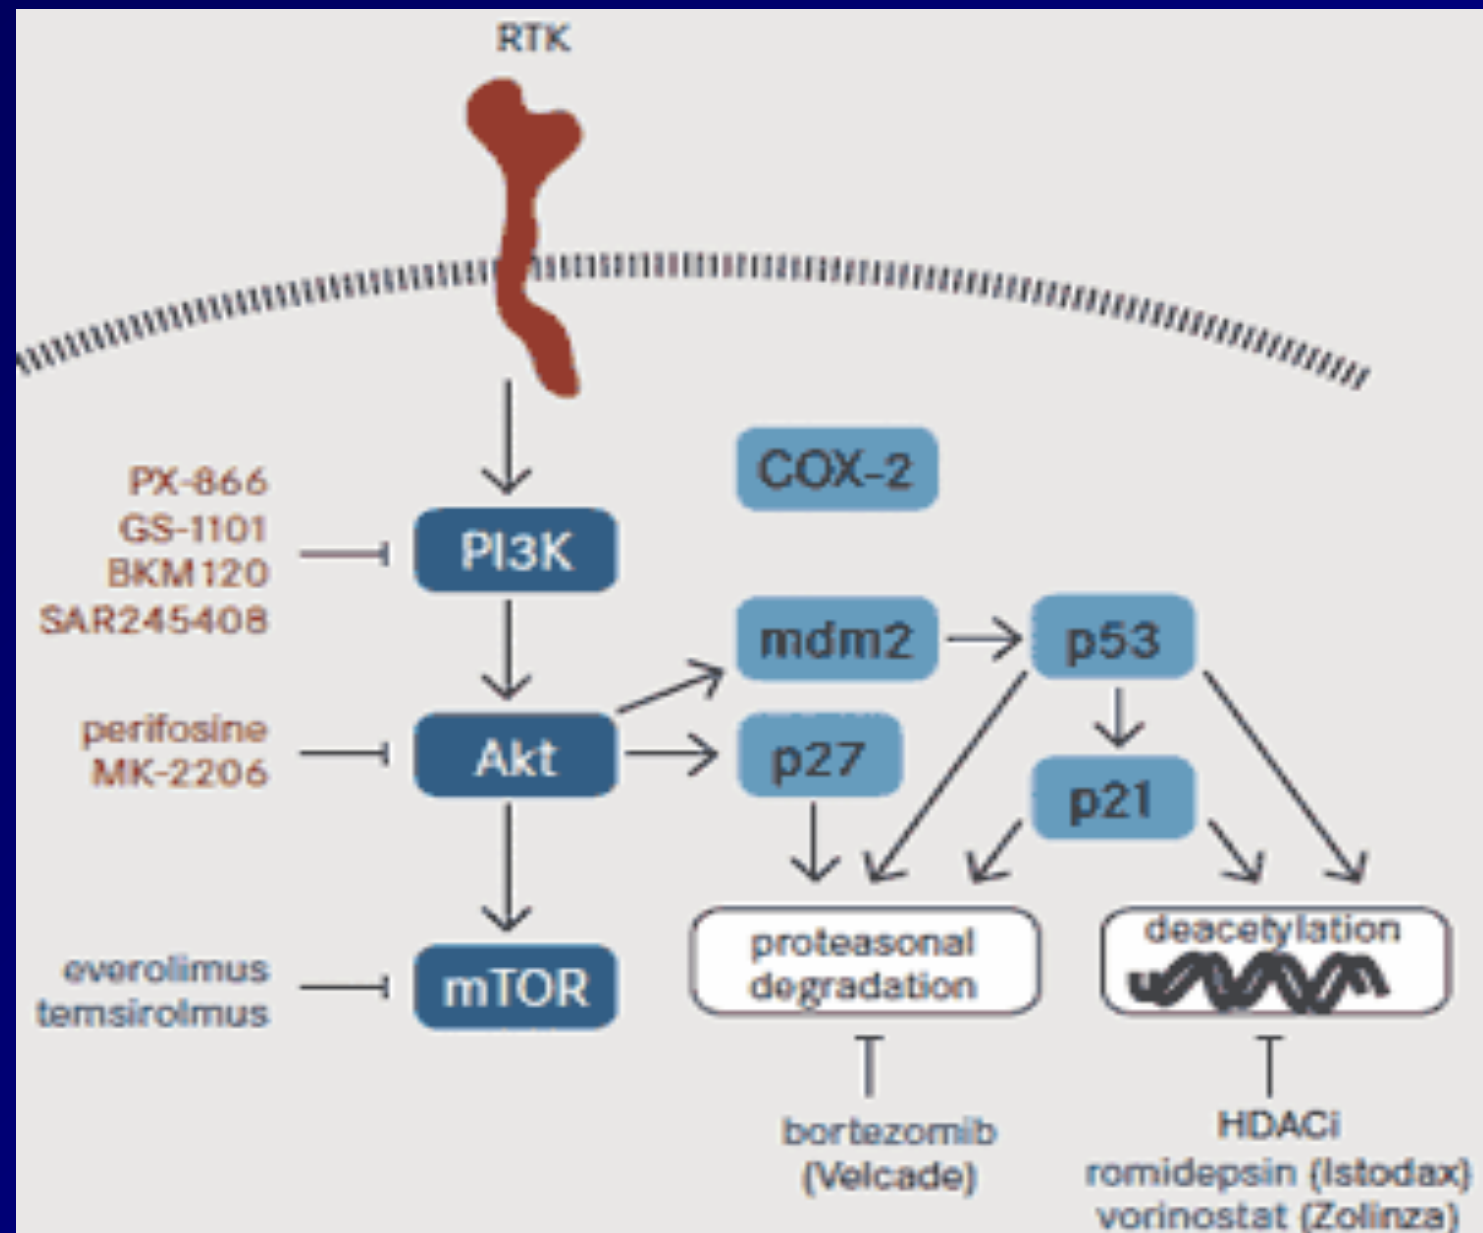 RTK
COX-2
PX-866
GS-1101
BKM120
SAR245408
PI3K
mdm2
p53
perifosine
MK-2206
Akt
p27
p21
everolimus
temsirolmus
mTOR
proteasonal
degradation
deacetylation
bortezomib
(Velcade)
HDACi
romidepsin (Istodax)
vorinostat (Zolinza)